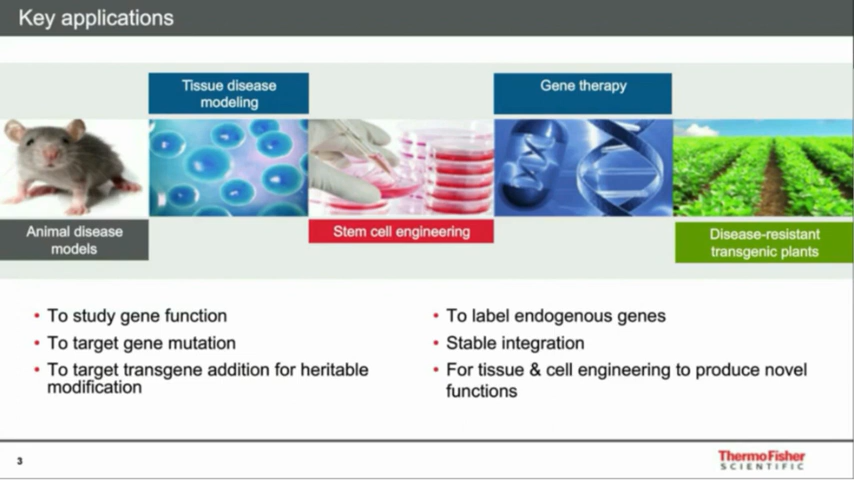 Key applications
Tissue disease
modeling
Gene therapy
Animal disease
models
Stem cell engineering
Disease-resistant
transgenic plants
• To study gene function
• To target gene mutation
• To target transgene addition for heritable
modification
• To label endogenous genes
• Stable integration
• For tissue & cell engineering to produce novel
functions
3
ThermoFisher
SCIENTIFIC